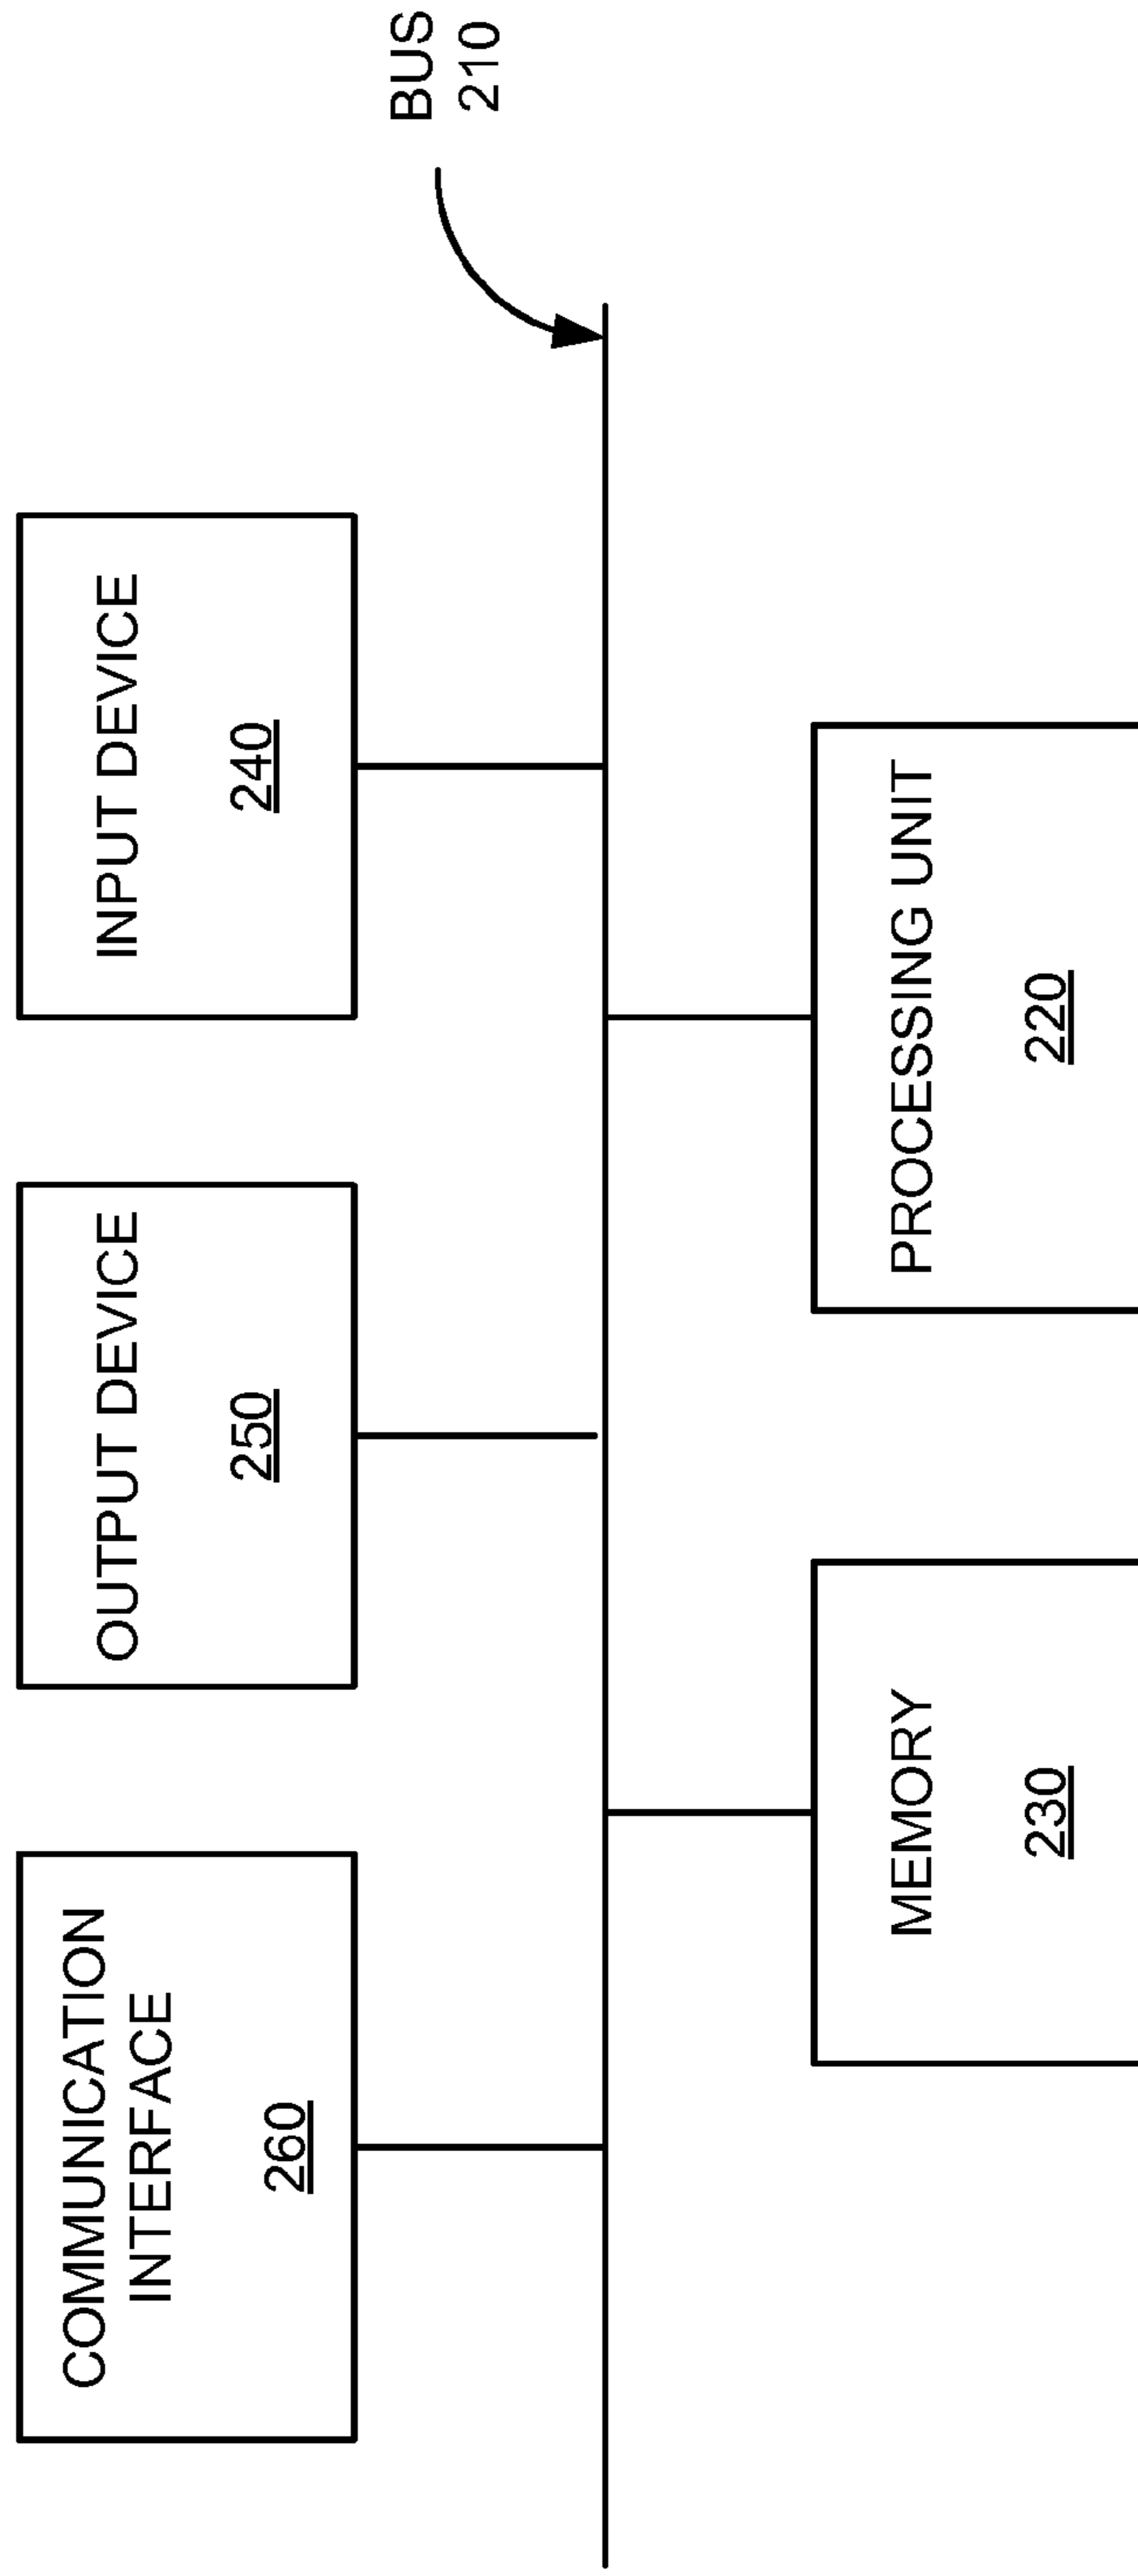 COMMUNICATION
INTERFACE
260
OUTPUT DEVICE
250
INPUT DEVICE
240
BUS
210
MEMORY
230
PROCESSING UNIT
220